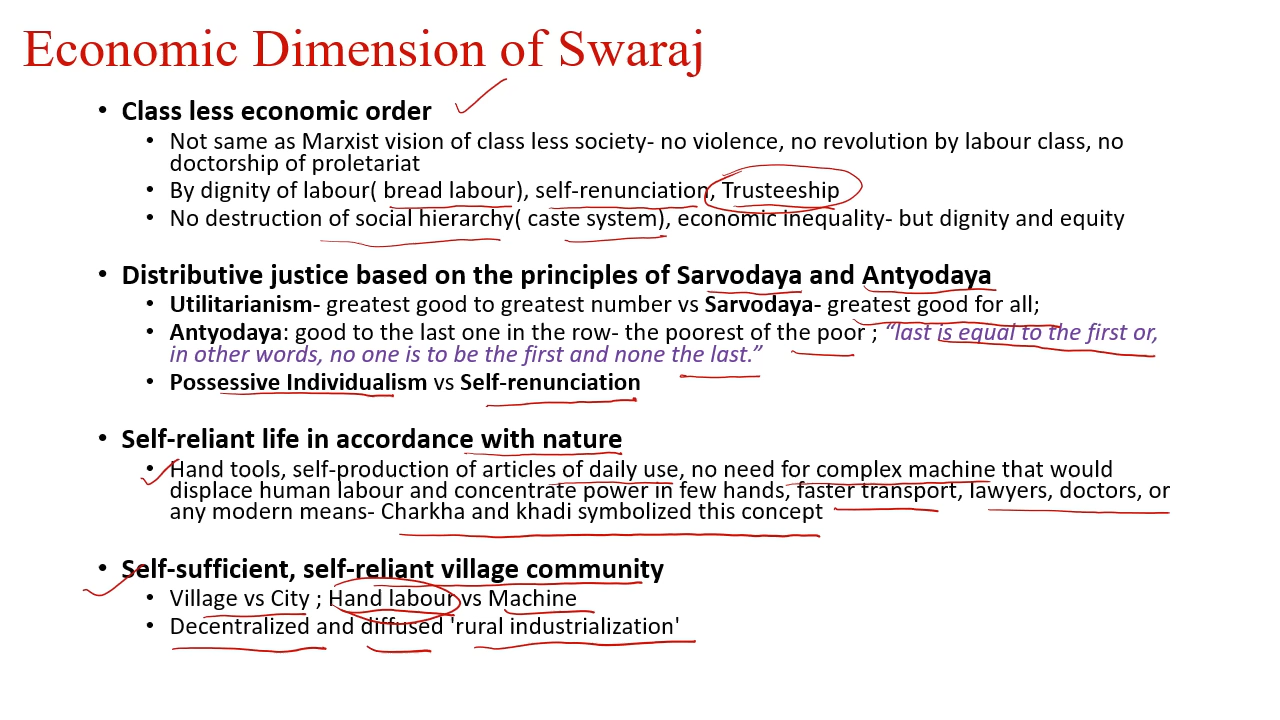 Economic Dimension of Swaraj
• Class less economic order
• Not same as Marxist vision of class less society- no violence, no revolution by labour class, no
doctorship of proletariat
• By dignity of labour( bread labour), self-renunciation, Trusteeship
• No destruction of social hierarchy( caste system), economic inequality- but dignity and equity
• Distributive justice based on the principles of Sarvodaya and Antyodaya
• Utilitarianism- greatest good to greatest number vs Sarvodaya- greatest good for all;
• Antyodaya: good to the last one in the row- the poorest of the poor ; “last is equal to the first or,
in other words, no one is to be the first and none the last.”
• Possessive Individualism vs Self-renunciation
• Self-reliant life in accordance with nature
• Hand tools, self-production of articles of daily use, no need for complex machine that would
displace human labour and concentrate power in few hands, faster transport, lawyers, doctors, or
any modern means- Charkha and khadi symbolized this concept
• Self-sufficient, self-reliant village community
• Village vs City ; Hand labour vs Machine
• Decentralized and diffused 'rural industrialization'